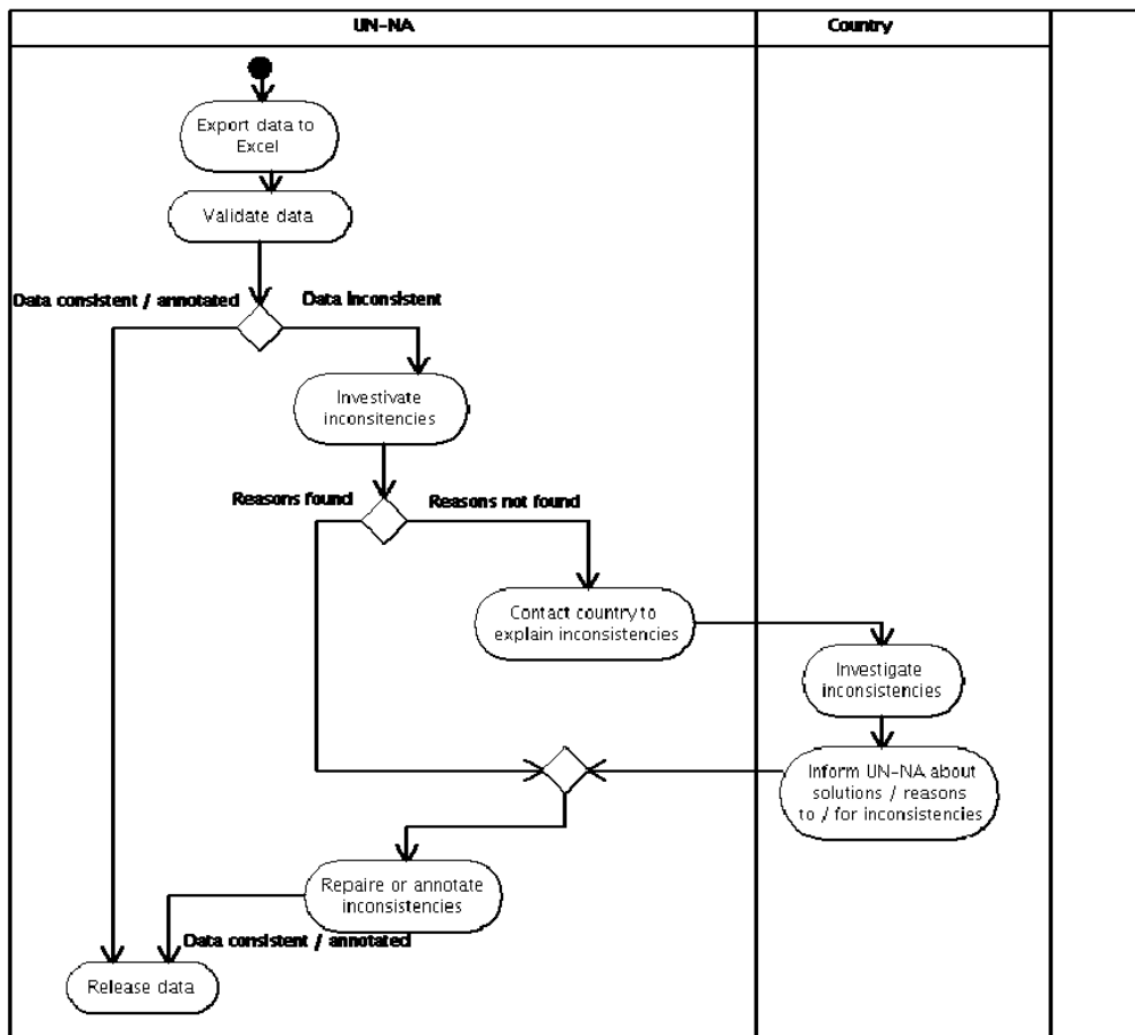 UN-NA
Country
Export data to
Excel
Validate data
Data consistent / annotated
Data inconsistent
Investivate
inconsitencies
Reasons found
Reasons not found
Contact country to
explain inconsistencies
Investigate
inconsistencies
Inform UN-NA about
solutions / reasons
to / for inconsistencies
Repaire or annotate
inconsistencies
Data consistent / annotated
Release data